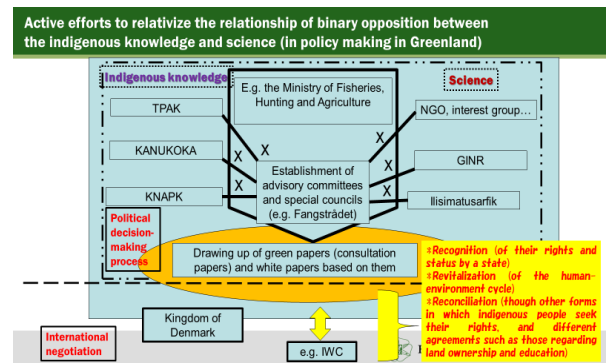 Active efforts to relativize the relationship of binary opposition between
the indigenous knowledge and science (in policy making in Greenland)
Indigenous knowledge
E.g. the Ministry of Fisheries,
Hunting and Agriculture
Science
TPAK
NGO, interest group…
KANUKOKA
X
X
X
X
Establishment of
advisory committees
and special councils
(e.g. Fangstrådet)
GINR
KNAPK
X
X
Ilisimatusarfik
Political
decision-
making
process
Drawing up of green papers (consultation
papers) and white papers based on them
*Recognition (of their rights and
status by a state)
*Revitalization (of the human-
environment cycle)
*Reconciliation (though other forms
in which indigenous people seek
their rights, and different
agreements such as those regarding
land ownership and education)
Kingdom of
Denmark
International
negotiation
e.g. IWC